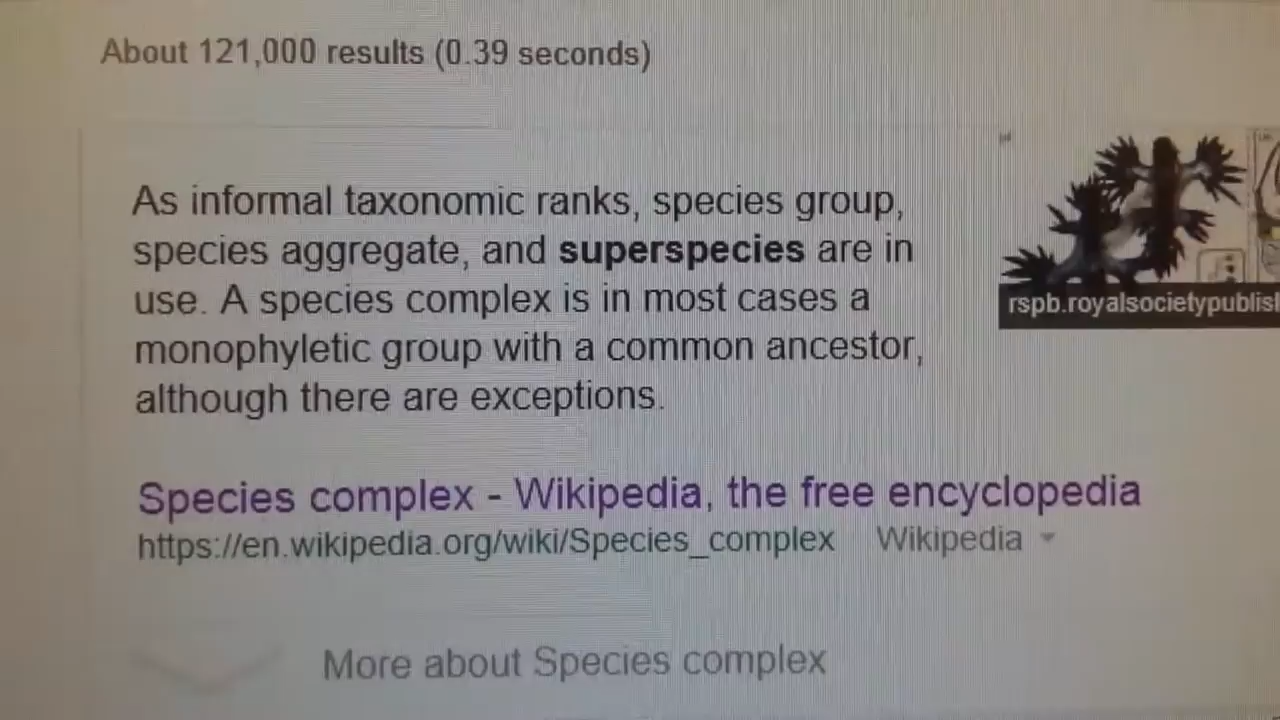 About 121,000 results (0.39 seconds)
As informal taxonomic ranks, species group,
species aggregate, and superspecies are in
use. A species complex is in most cases a
monophyletic group with a common ancestor,
although there are exceptions.
rspb.royalsocietypublis
Species complex - Wikipedia, the free encyclopedia
https://en.wikipedia.org/wiki/Species_complex Wikipedia
More about Species complex